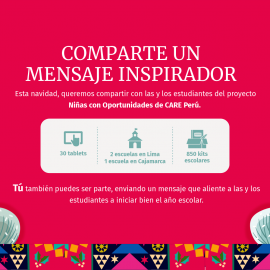 COMPARTE UN
MENSAJE INSPIRADOR
Esta navidad, queremos compartir con las y los estudiantes del proyecto
Niñas con Oportunidades de CARE Perú.
30 tablets
2 escuelas en Lima
1 escuela en Cajamarca
850 kits
escolares
Tú también puedes ser parte, enviando un mensaje que aliente a las y los
estudiantes a iniciar bien el año escolar.